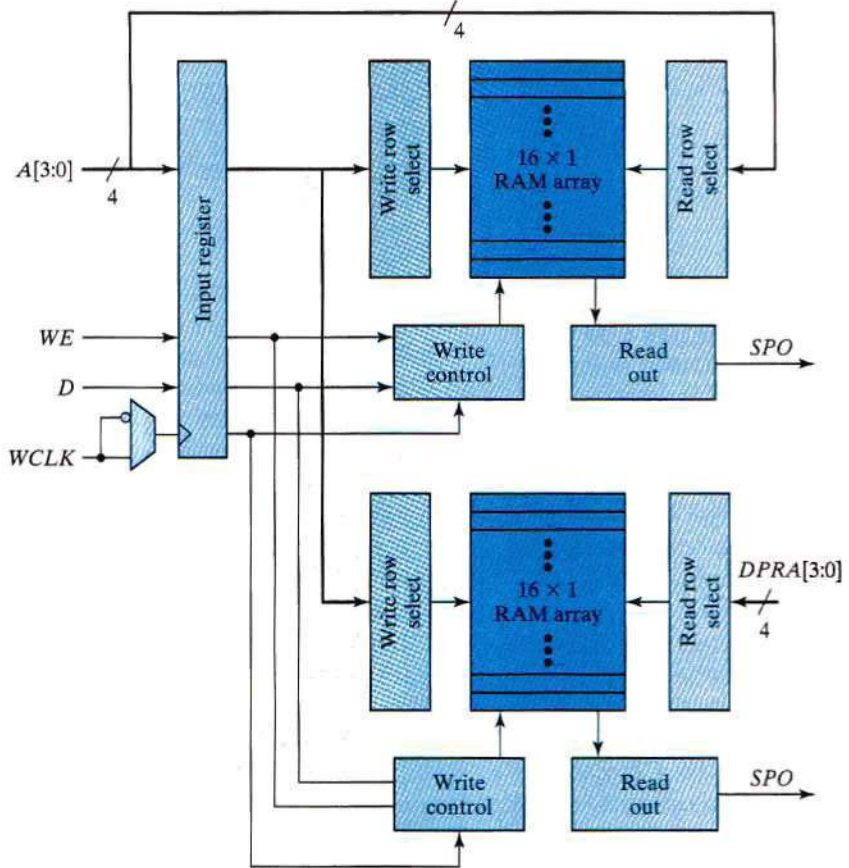 4
A[3:0]
4
Input register
Write row
select
16 × 1
RAM array
Read row
select
WE
D
WCLK
Write
control
Read
out
SPO
Write row
select
16 × 1
RAM array
Read row
select
DPRA[3:0]
4
Write
control
Read
out
SPO